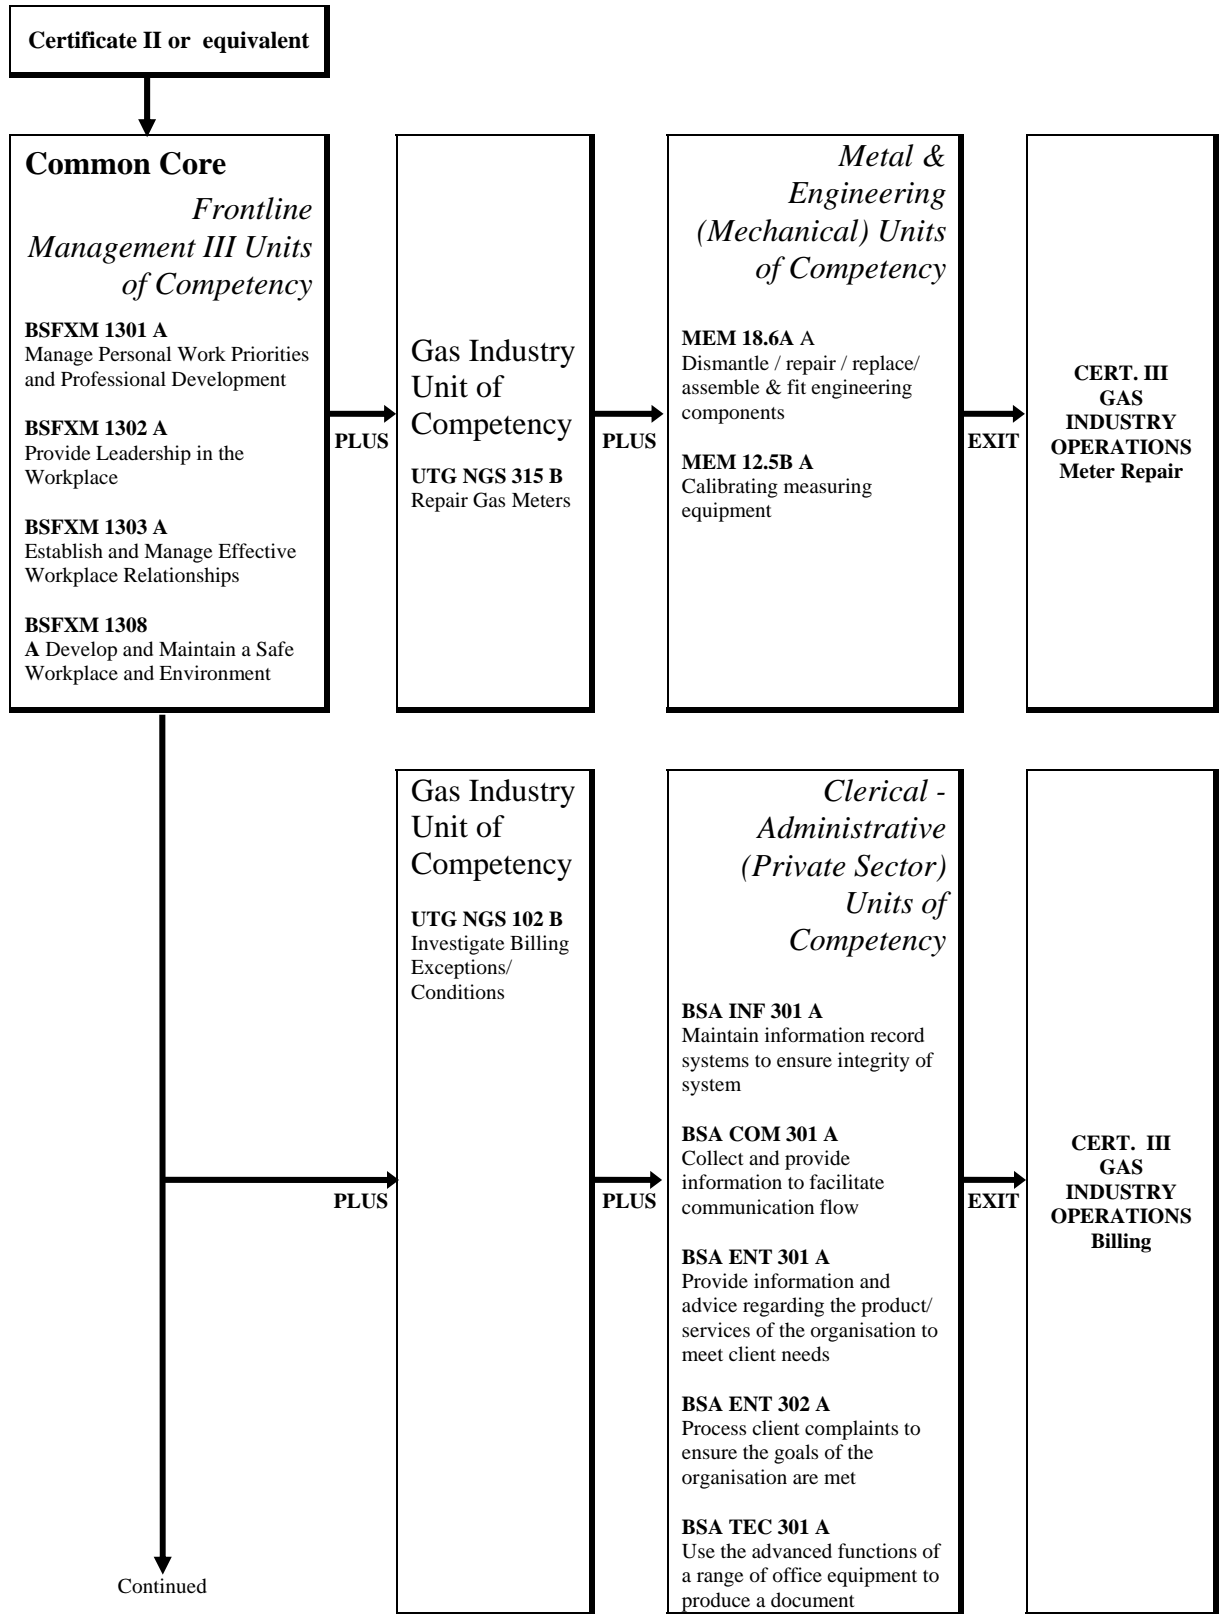 Certificate II or equivalent
Common Core
Frontline
Management III Units
of Competency
BSFXM 1301 A
Manage Personal Work Priorities
and Professional Development
BSFXM 1302 A
Provide Leadership in the
Workplace
BSFXM 1303 A
Establish and Manage Effective
Workplace Relationships
BSFXM 1308
A Develop and Maintain a Safe
Workplace and Environment
PLUS
Gas Industry
Unit of
Competency
UTG NGS 315 B
Repair Gas Meters
PLUS
Metal &
Engineering
(Mechanical) Units
of Competency
MEM 18.6A A
Dismantle / repair / replace/
assemble & fit engineering
components
MEM 12.5B A
Calibrating measuring
equipment
EXIT
CERT. III
GAS
INDUSTRY
OPERATIONS
Meter Repair
PLUS
Gas Industry
Unit of
Competency
UTG NGS 102 B
Investigate Billing
Exceptions/
Conditions
PLUS
Clerical -
Administrative
(Private Sector)
Units of
Competency
BSA INF 301 A
Maintain information record
systems to ensure integrity of
system
BSA COM 301 A
Collect and provide
information to facilitate
communication flow
BSA ENT 301 A
Provide information and
advice regarding the product/
services of the organisation to
meet client needs
BSA ENT 302 A
Process client complaints to
ensure the goals of the
organisation are met
BSA TEC 301 A
Use the advanced functions of
a range of office equipment to
produce a document
EXIT
CERT. III
GAS
INDUSTRY
OPERATIONS
Billing
Continued